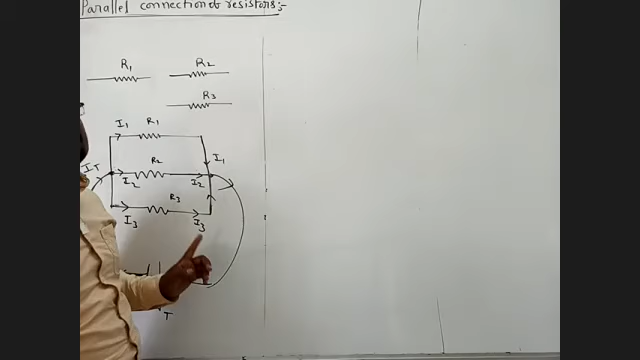 Parallel connection of resistors:-
R1
R2
R3
I1
R1
I1
IT
R2
I2
I2
R3
I3
I3
T